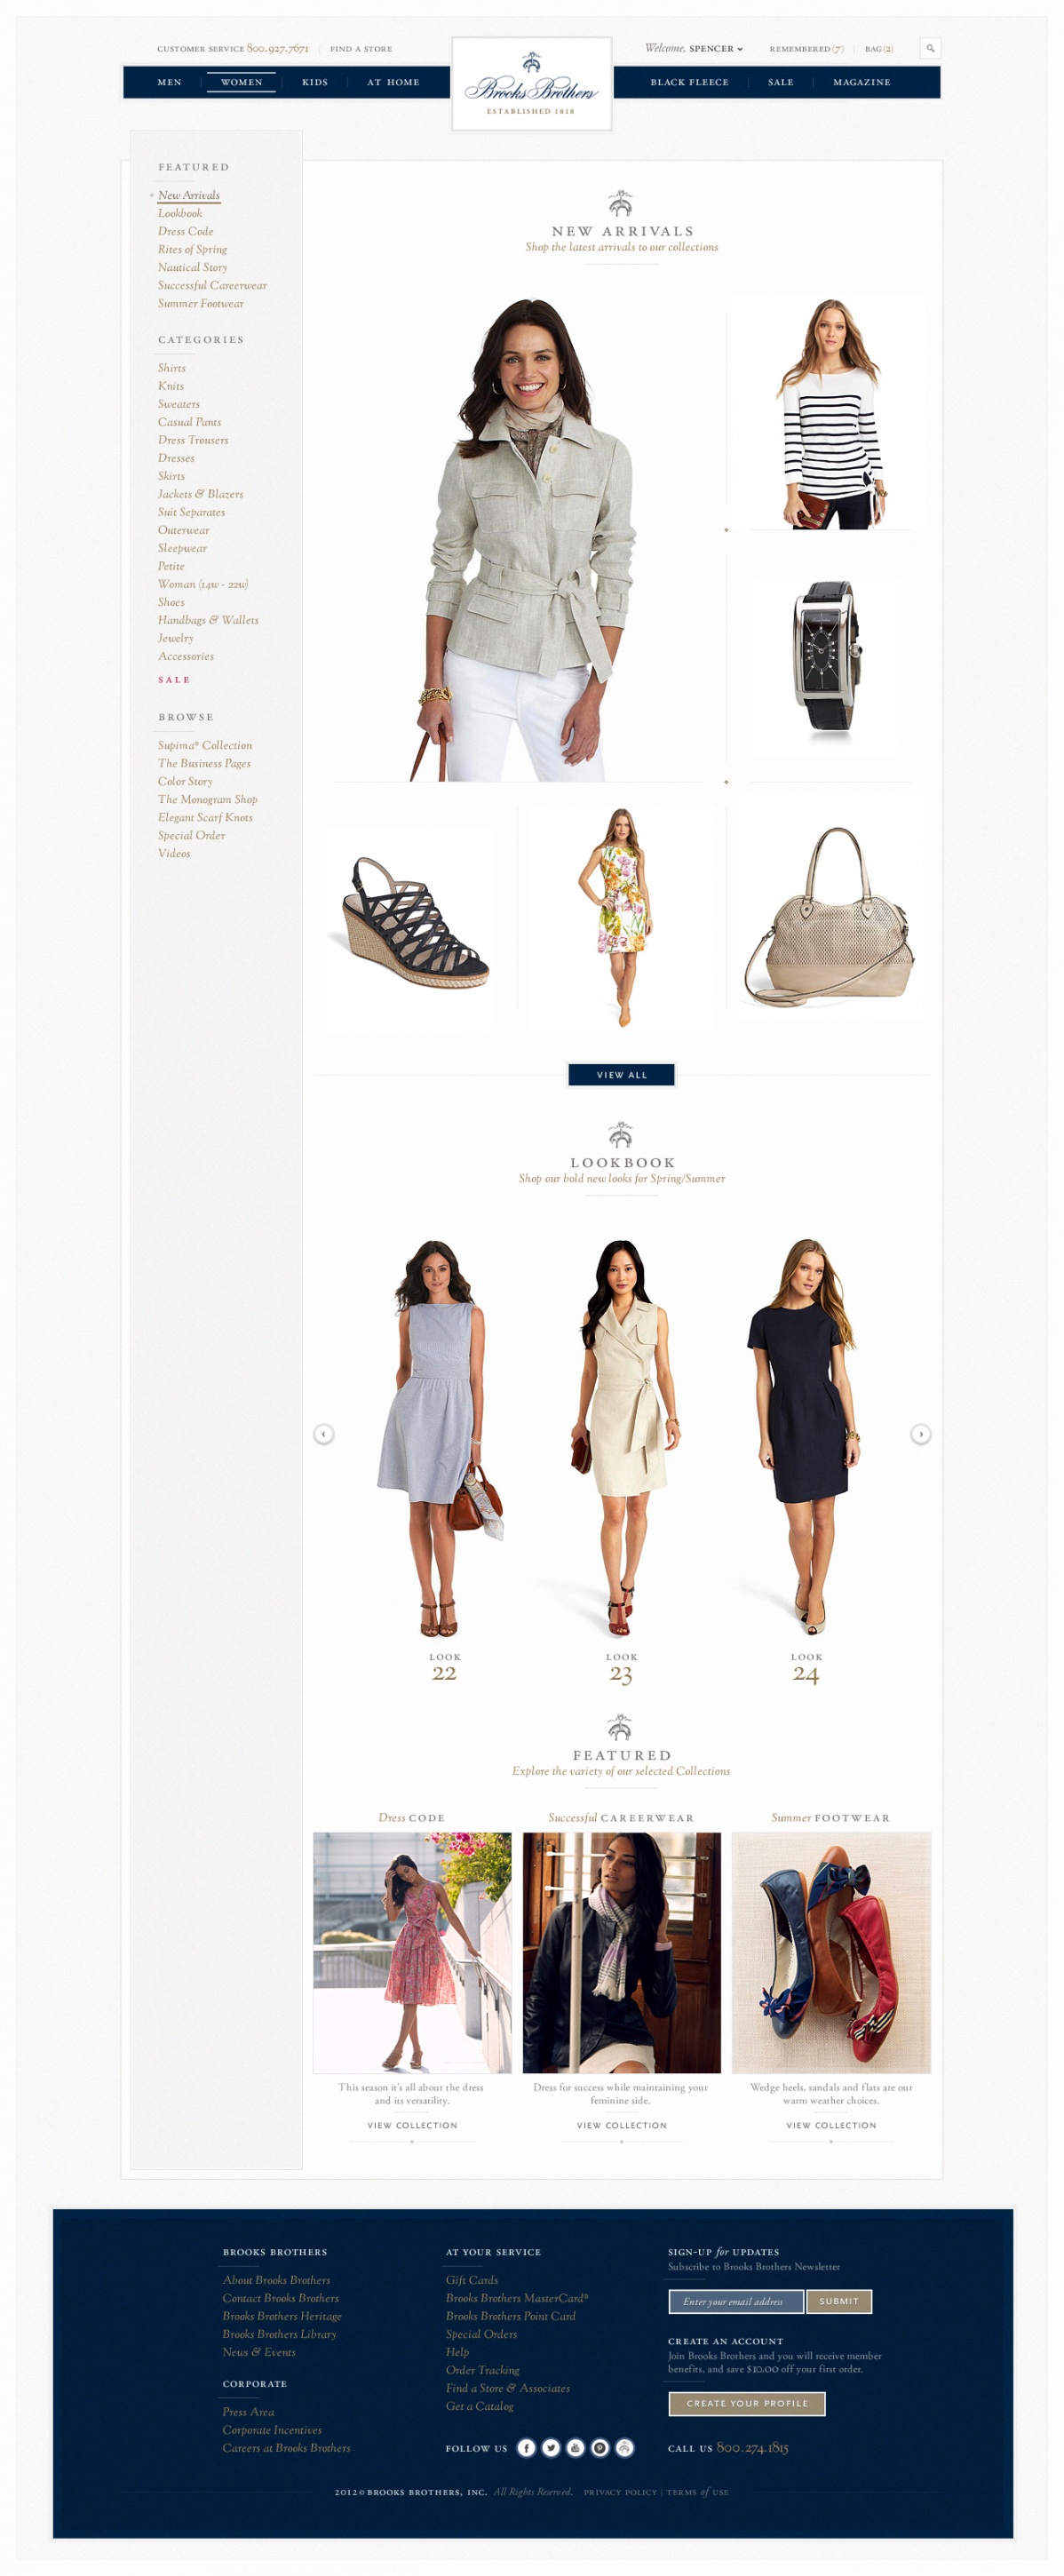 CUSTOMER SERVICE 800.927.7671
FIND A STORE
Welcome, SPENCER
REMEMBERED (7)
BAG (2)
MEN
WOMEN
KIDS
AT HOME
Brooks Brothers
ESTABLISHED 1818
BLACK FLEECE
SALE
MAGAZINE
FEATURED
New Arrivals
Lookbook
Dress Code
Rites of Spring
Nautical Story
Successful Careerwear
Summer Footwear
CATEGORIES
Shirts
Knits
Sweaters
Casual Pants
Dress Trousers
Dresses
Skirts
Jackets & Blazers
Suit Separates
Outerwear
Sleepwear
Petite
Woman (14w - 22w)
Shoes
Handbags & Wallets
Jewelry
Accessories
SALE
BROWSE
Supima® Collection
The Business Pages
Color Story
The Monogram Shop
Elegant Scarf Knots
Special Order
Videos
NEW ARRIVALS
Shop the latest arrivals to our collections
VIEW ALL
LOOKBOOK
Shop our bold new looks for Spring/Summer
LOOK
22
LOOK
23
LOOK
24
FEATURED
Explore the variety of our selected Collections
Dress CODE
Successful CAREERWEAR
Summer FOOTWEAR
This season it's all about the dress
and its versatility.
VIEW COLLECTION
Dress for success while maintaining your
feminine side.
VIEW COLLECTION
Wedge heels, sandals and flats are our
warm weather choices.
VIEW COLLECTION
BROOKS BROTHERS
About Brooks Brothers
Contact Brooks Brothers
Brooks Brothers Heritage
Brooks Brothers Library
News & Events
CORPORATE
Press Area
Corporate Incentives
Careers at Brooks Brothers
AT YOUR SERVICE
Gift Cards
Brooks Brothers MasterCard®
Brooks Brothers Point Card
Special Orders
Help
Order Tracking
Find a Store & Associates
Get a Catalog
FOLLOW US
SIGN-UP for UPDATES
Subscribe to Brooks Brothers Newsletter
Enter your email address
SUBMIT
CREATE AN ACCOUNT
Join Brooks Brothers and you will receive member
benefits, and save $10.00 off your first order.
CREATE YOUR PROFILE
CALL US 800.274.1815
2012 © BROOKS BROTHERS, INC. All Rights Reserved. PRIVACY POLICY | TERMS of USE